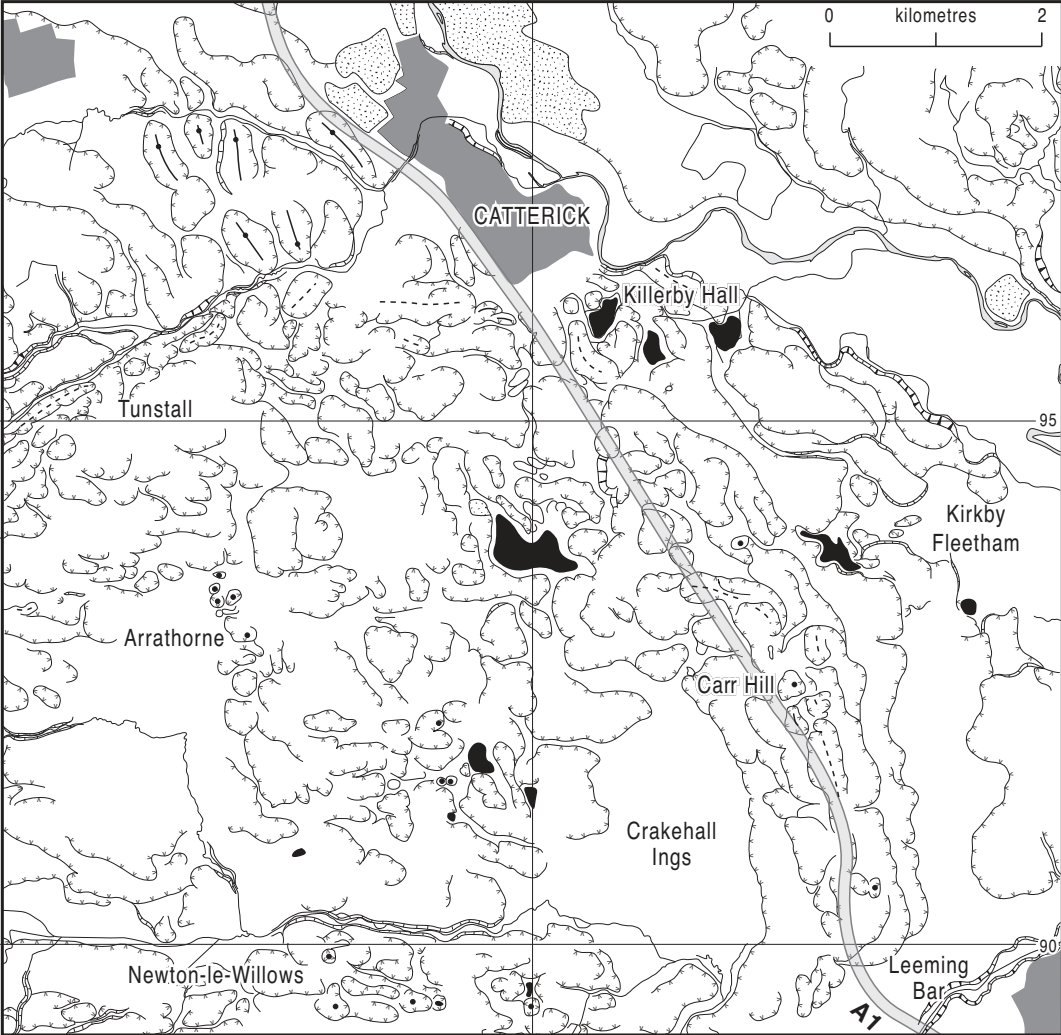 0 kilometres 2
CATTERICK
Killerby Hall
Tunstall
95
Kirkby
Fleetham
Arrathorne
Carr Hill
Crakehall
Ings
90
Newton-le-Willows
Leeming
Bar
A1